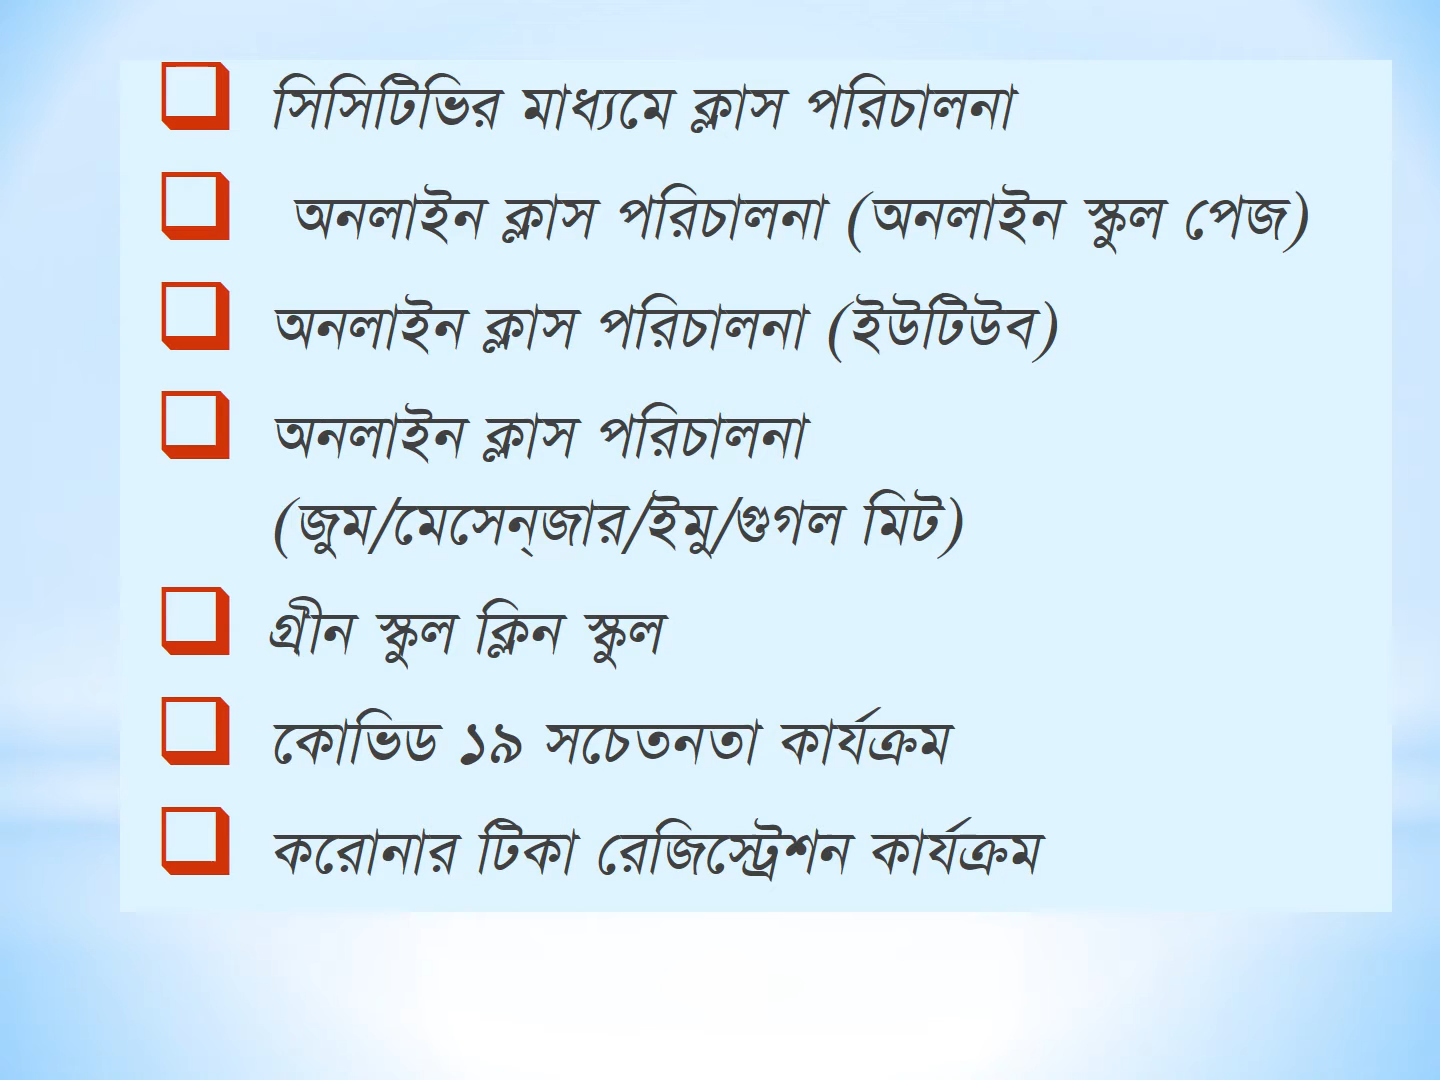 সিসিটিভির মাধ্যমে ক্লাস পরিচালনা
অনলাইন ক্লাস পরিচালনা (অনলাইন স্কুল পেজ)
অনলাইন ক্লাস পরিচালনা (ইউটিউব)
অনলাইন ক্লাস পরিচালনা
(জুম/মেসেন্‌জার/ইমু/গুগল মিট)
গ্রীন স্কুল ক্লিন স্কুল
কোভিড ১৯ সচেতনতা কার্যক্রম
করোনার টিকা রেজিস্ট্রেশন কার্যক্রম